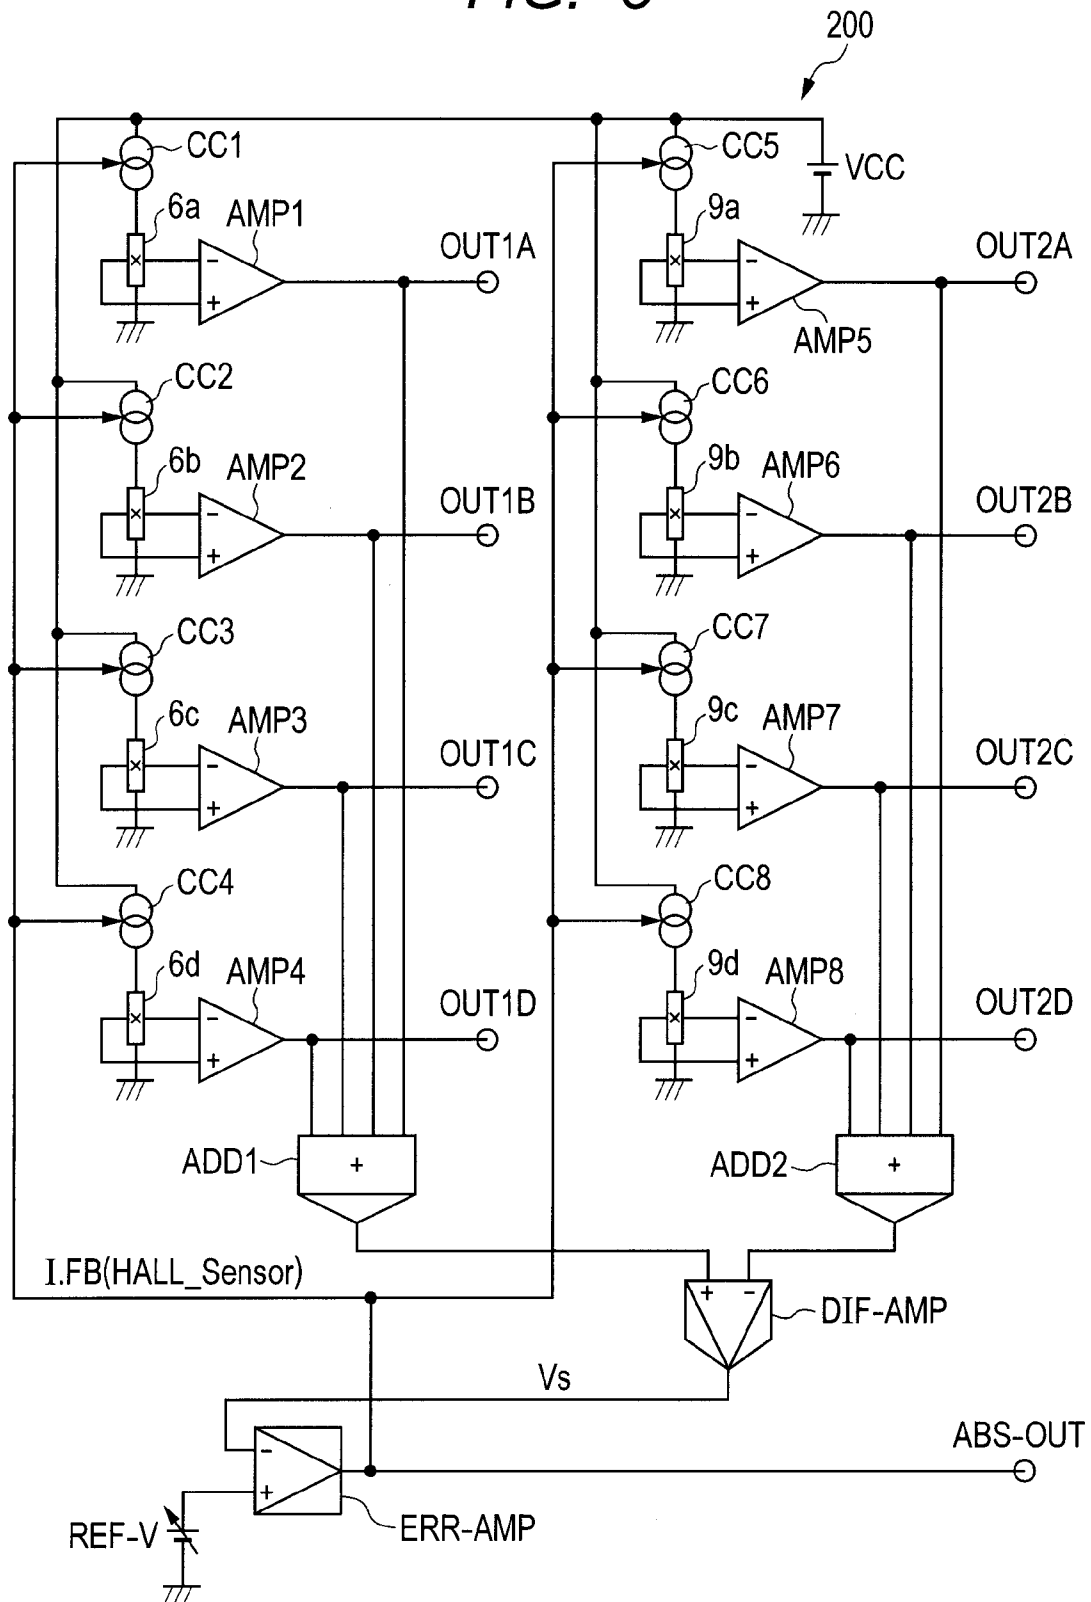 200
CC1
CC5
VCC
6a
AMP1
OUT1A
9a
OUT2A
- +
- +
AMP5
CC2
CC6
6b
AMP2
OUT1B
9b
AMP6
OUT2B
- +
- +
CC3
CC7
6c
AMP3
OUT1C
9c
AMP7
OUT2C
- +
- +
CC4
CC8
6d
AMP4
OUT1D
9d
AMP8
OUT2D
- +
- +
ADD1
+
ADD2
+
I.FB(HALL_Sensor)
+ -
DIF-AMP
Vs
ABS-OUT
- +
REF-V
ERR-AMP